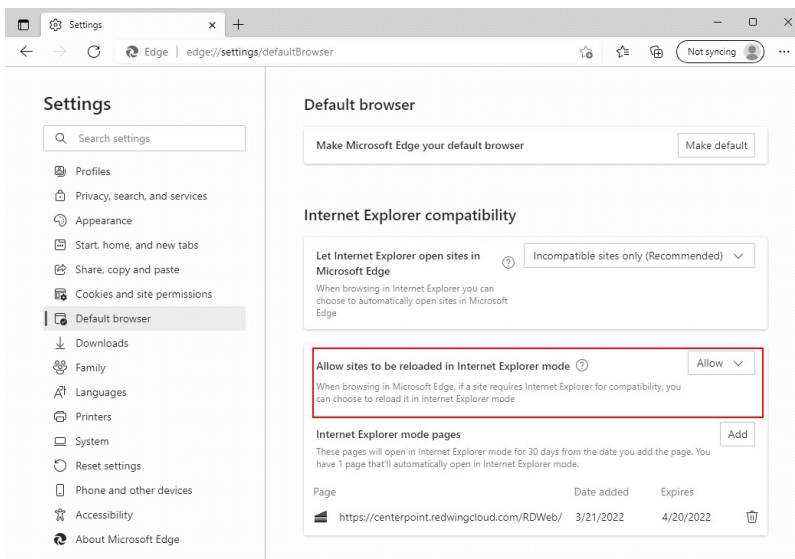 Settings
Edge | edge://settings/defaultBrowser
Not syncing
Settings
Search settings
Profiles
Privacy, search, and services
Appearance
Start, home, and new tabs
Share, copy and paste
Cookies and site permissions
Default browser
Downloads
Family
Languages
Printers
System
Reset settings
Phone and other devices
Accessibility
About Microsoft Edge
Default browser
Make Microsoft Edge your default browser
Make default
Internet Explorer compatibility
Let Internet Explorer open sites in
Microsoft Edge
Incompatible sites only (Recommended)
When browsing in Internet Explorer you can
choose to automatically open sites in Microsoft
Edge
Allow sites to be reloaded in Internet Explorer mode
Allow
When browsing in Microsoft Edge, if a site requires Internet Explorer for compatibility, you
can choose to reload it in Internet Explorer mode
Internet Explorer mode pages
Add
These pages will open in Internet Explorer mode for 30 days from the date you add the page. You
have 1 page that'll automatically open in Internet Explorer mode.
Page Date added Expires
https://centerpoint.redwingcloud.com/RDWeb/ 3/21/2022 4/20/2022